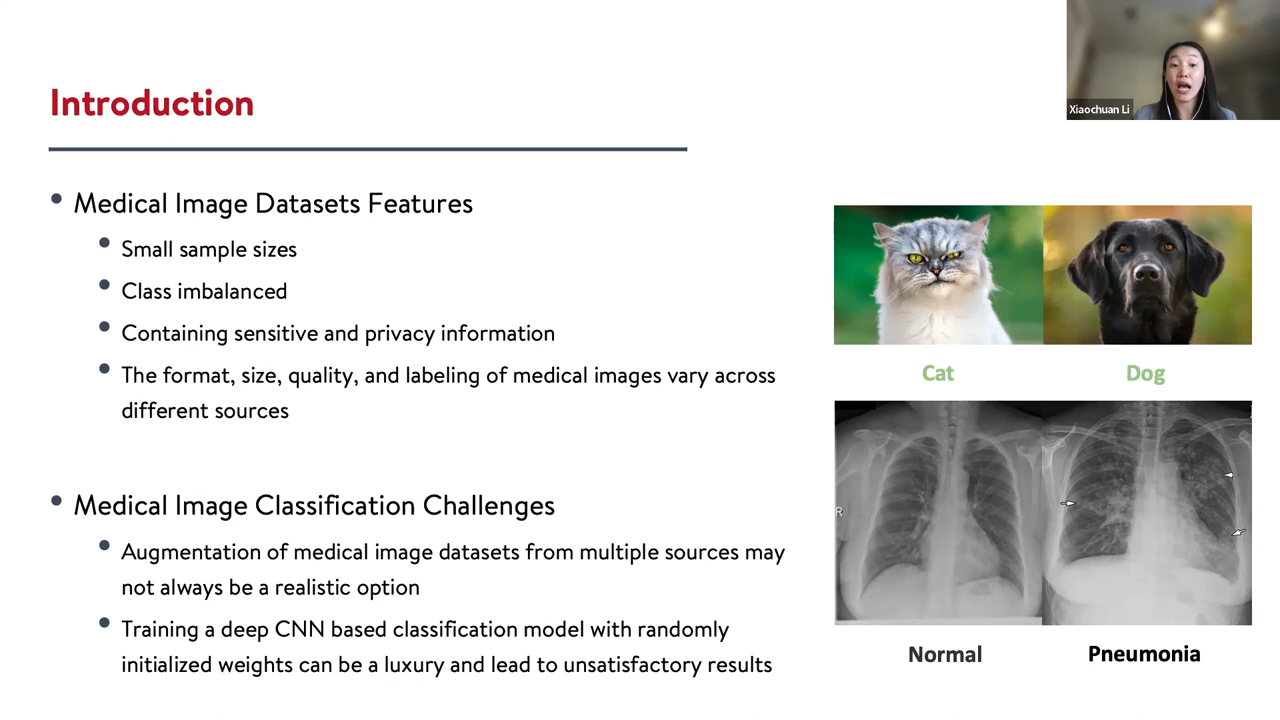 Introduction
Xiaochuan Li
Medical Image Datasets Features
Small sample sizes
Class imbalanced
Containing sensitive and privacy information
The format, size, quality, and labeling of medical images vary across
different sources
Medical Image Classification Challenges
Augmentation of medical image datasets from multiple sources may
not always be a realistic option
Training a deep CNN based classification model with randomly
initialized weights can be a luxury and lead to unsatisfactory results
Cat
Dog
R
Normal
Pneumonia